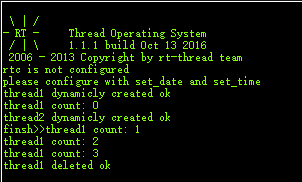 \ | /
- RT -     Thread Operating System
/ | \     1.1.1 build Oct 13 2016
2006 - 2013 Copyright by rt-thread team
rtc is not configured
please configure with set_date and set_time
thread1 dynamicly created ok
thread1 count: 0
thread2 dynamicly created ok
finsh>>thread1 count: 1
thread1 count: 2
thread1 count: 3
thread1 deleted ok